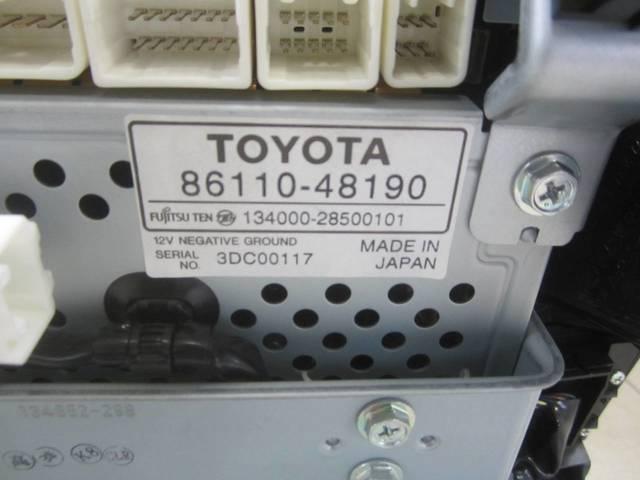 TOYOTA
86110-48190
FUJITSU TEN 134000-28500101
12V NEGATIVE GROUND
SERIAL NO. 3DC00117
MADE IN JAPAN